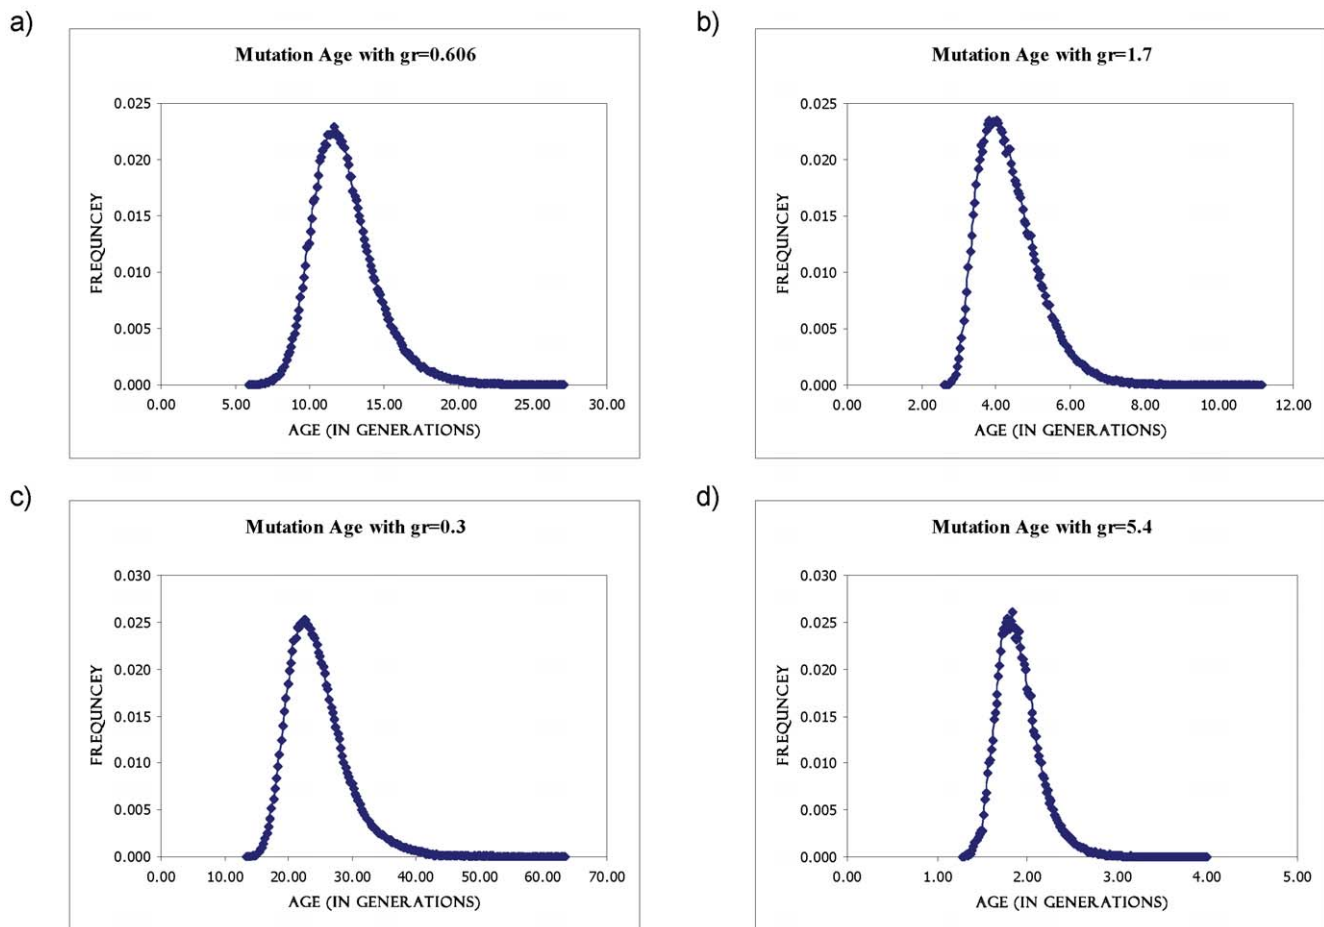 a)
Mutation Age with gr=0.606
0.025
0.020
0.015
0.010
0.005
0.000
FREQUNCEY
0.00 5.00 10.00 15.00 20.00 25.00 30.00
AGE (IN GENERATIONS)
b)
Mutation Age with gr=1.7
0.025
0.020
0.015
0.010
0.005
0.000
FREQUNCEY
0.00 2.00 4.00 6.00 8.00 10.00 12.00
AGE (IN GENERATIONS)
c)
Mutation Age with gr=0.3
0.030
0.025
0.020
0.015
0.010
0.005
0.000
FREQUNCEY
0.00 10.00 20.00 30.00 40.00 50.00 60.00 70.00
AGE (IN GENERATIONS)
d)
Mutation Age with gr=5.4
0.030
0.025
0.020
0.015
0.010
0.005
0.000
FREQUNCEY
0.00 1.00 2.00 3.00 4.00 5.00
AGE (IN GENERATIONS)